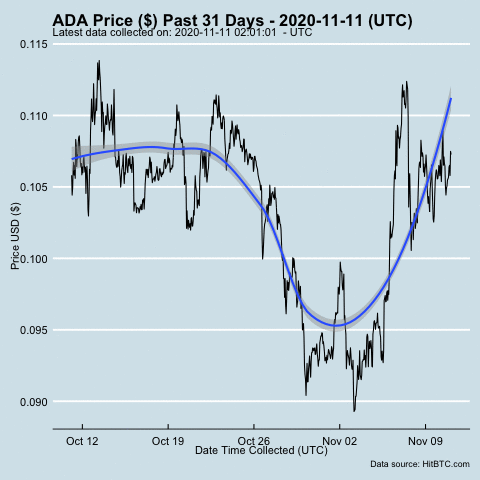 ADA Price ($) Past 31 Days - 2020-11-11 (UTC)
Latest data collected on: 2020-11-11 02:01:01 - UTC
0.115
0.110
0.105
0.100
0.095
0.090
Price USD ($)
Oct 12
Oct 19
Oct 26
Nov 02
Nov 09
Date Time Collected (UTC)
Data source: HitBTC.com